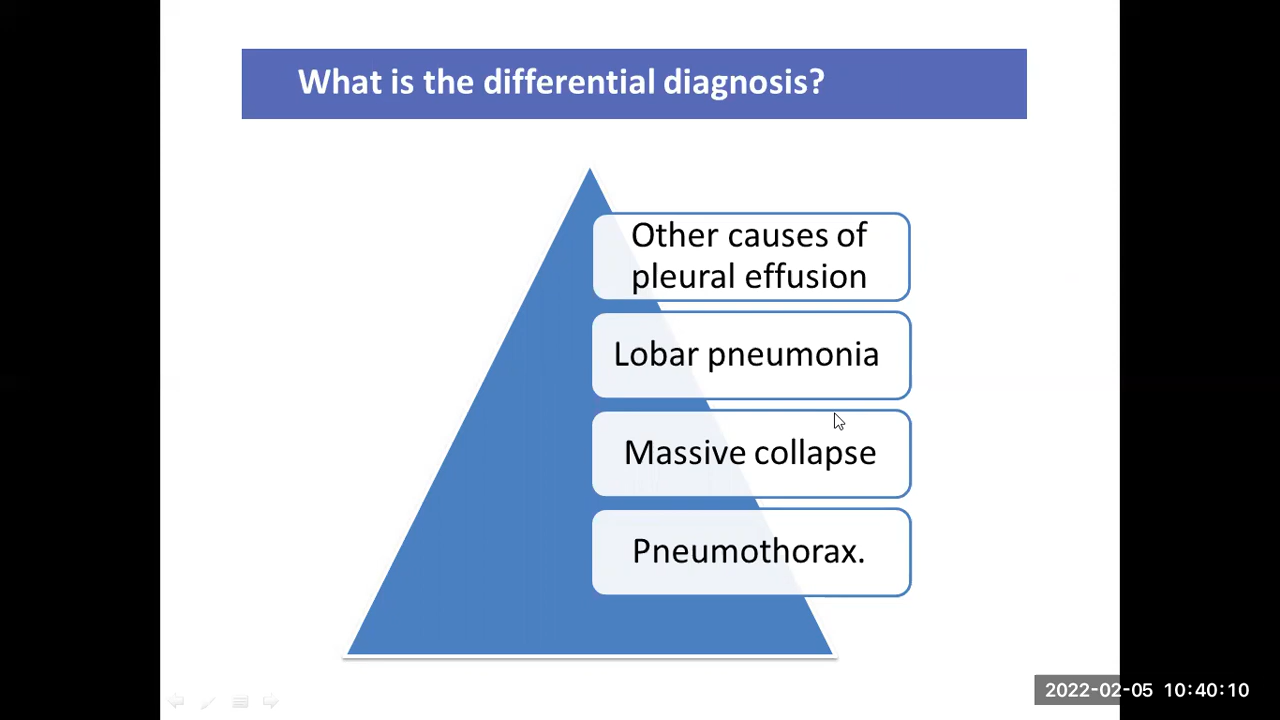 What is the differential diagnosis?
Other causes of
pleural effusion
Lobar pneumonia
Massive collapse
Pneumothorax.
2022-02-05 10:40:10